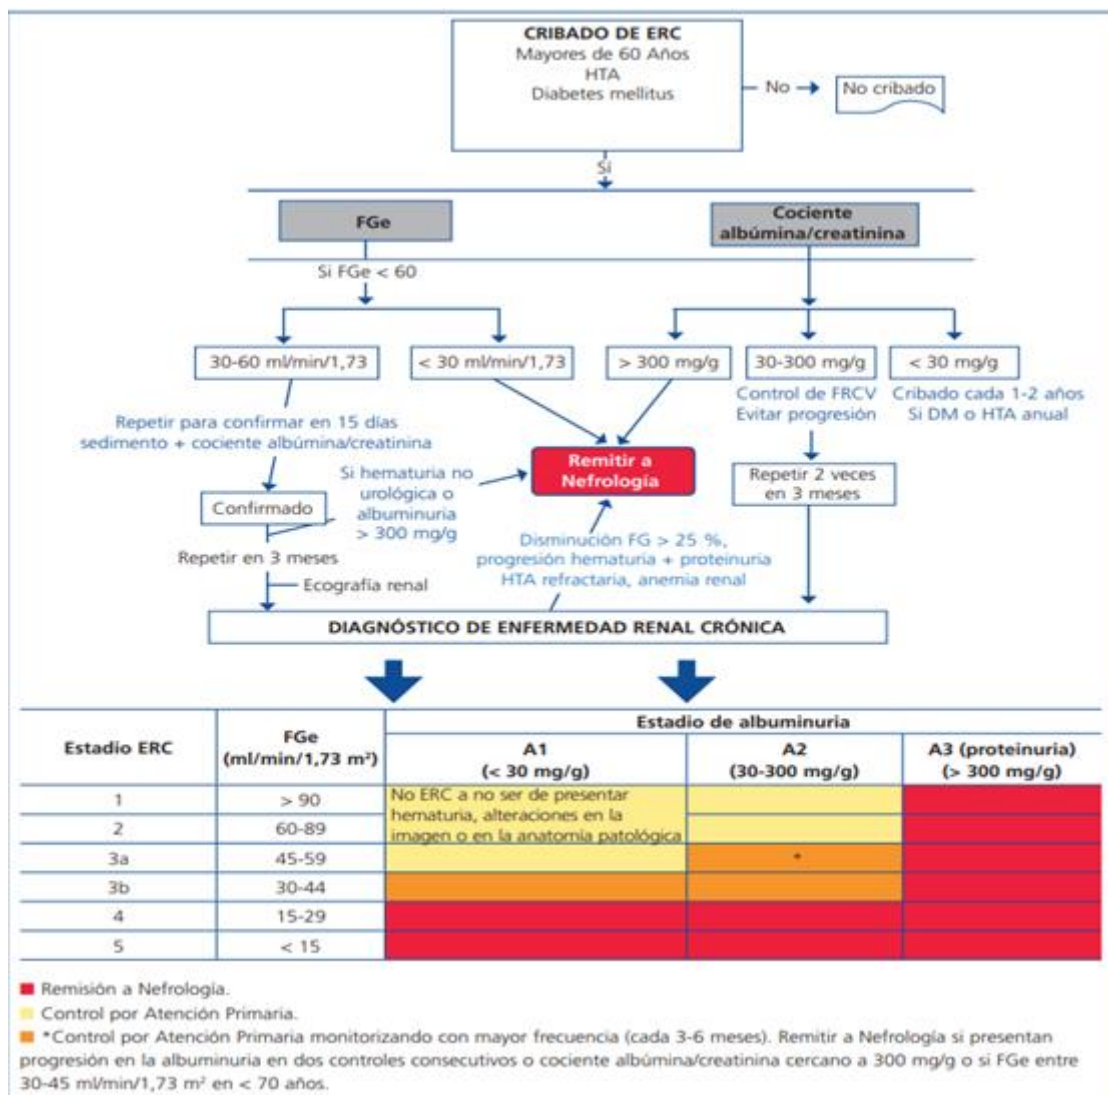 CRIBADO DE ERC
Mayores de 60 Años
HTA
Diabetes mellitus
No
No cribado
Si
FGe
Cociente
albúmina/creatinina
Si FGe < 60
30-60 ml/min/1,73
< 30 ml/min/1,73
> 300 mg/g
30-300 mg/g
< 30 mg/g
Control de FRCV
Evitar progresión
Cribado cada 1-2 años
Si DM o HTA anual
Repetir para confirmar en 15 días
sedimento + cociente albúmina/creatinina
Si hematuria no
urológica o
albuminuria
> 300 mg/g
Remitir a
Nefrología
Repetir 2 veces
en 3 meses
Confirmado
Repetir en 3 meses
Ecografía renal
Disminución FG > 25 %,
progresión hematuria + proteinuria
HTA refractaria, anemia renal
DIAGNÓSTICO DE ENFERMEDAD RENAL CRÓNICA
Estadio ERC
FGe
(ml/min/1,73 m²)
Estadio de albuminuria
A1
(< 30 mg/g)
A2
(30-300 mg/g)
A3 (proteinuria)
(> 300 mg/g)
1
> 90
No ERC a no ser de presentar
hematuria, alteraciones en la
imagen o en la anatomía patológica
2
60-89
3a
45-59
*
3b
30-44
4
15-29
5
< 15
Remisión a Nefrología.
Control por Atención Primaria.
*Control por Atención Primaria monitorizando con mayor frecuencia (cada 3-6 meses). Remitir a Nefrología si presentan
progresión en la albuminuria en dos controles consecutivos o cociente albúmina/creatinina cercano a 300 mg/g o si FGe entre
30-45 ml/min/1,73 m² en < 70 años.